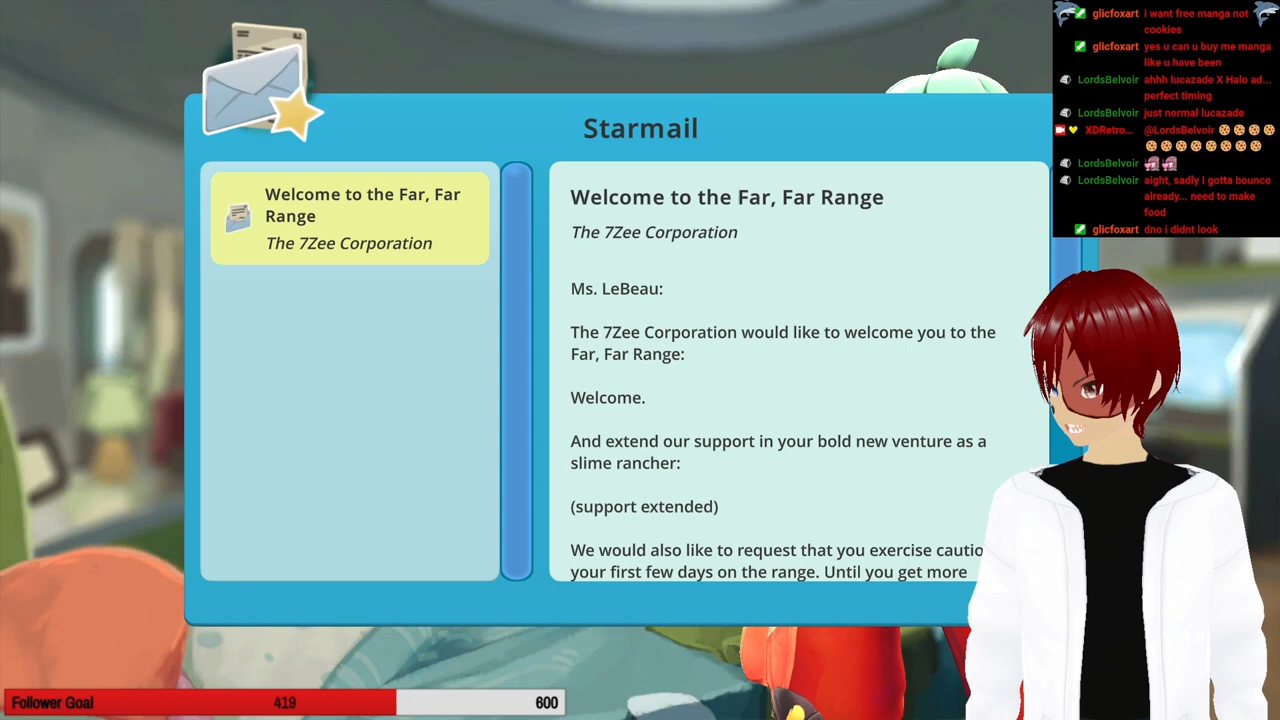 Starmail
Welcome to the Far, Far
Range
The 7Zee Corporation
Welcome to the Far, Far Range
The 7Zee Corporation
Ms. LeBeau:
The 7Zee Corporation would like to welcome you to the
Far, Far Range:
Welcome.
And extend our support in your bold new venture as a
slime rancher:
(support extended)
We would also like to request that you exercise cautio
your first few days on the range. Until you get more
glicfoxart i want free manga not
cookies
glicfoxart yes u can u buy me manga
like u have been
LordsBelvoir ahhh lucazade X Halo ad...
perfect timing
LordsBelvoir just normal lucazade
XDRetro... @LordsBelvoir
LordsBelvoir
LordsBelvoir aight, sadly I gotta bounce
already... need to make
food
glicfoxart dno i didnt look
Follower Goal 419 600